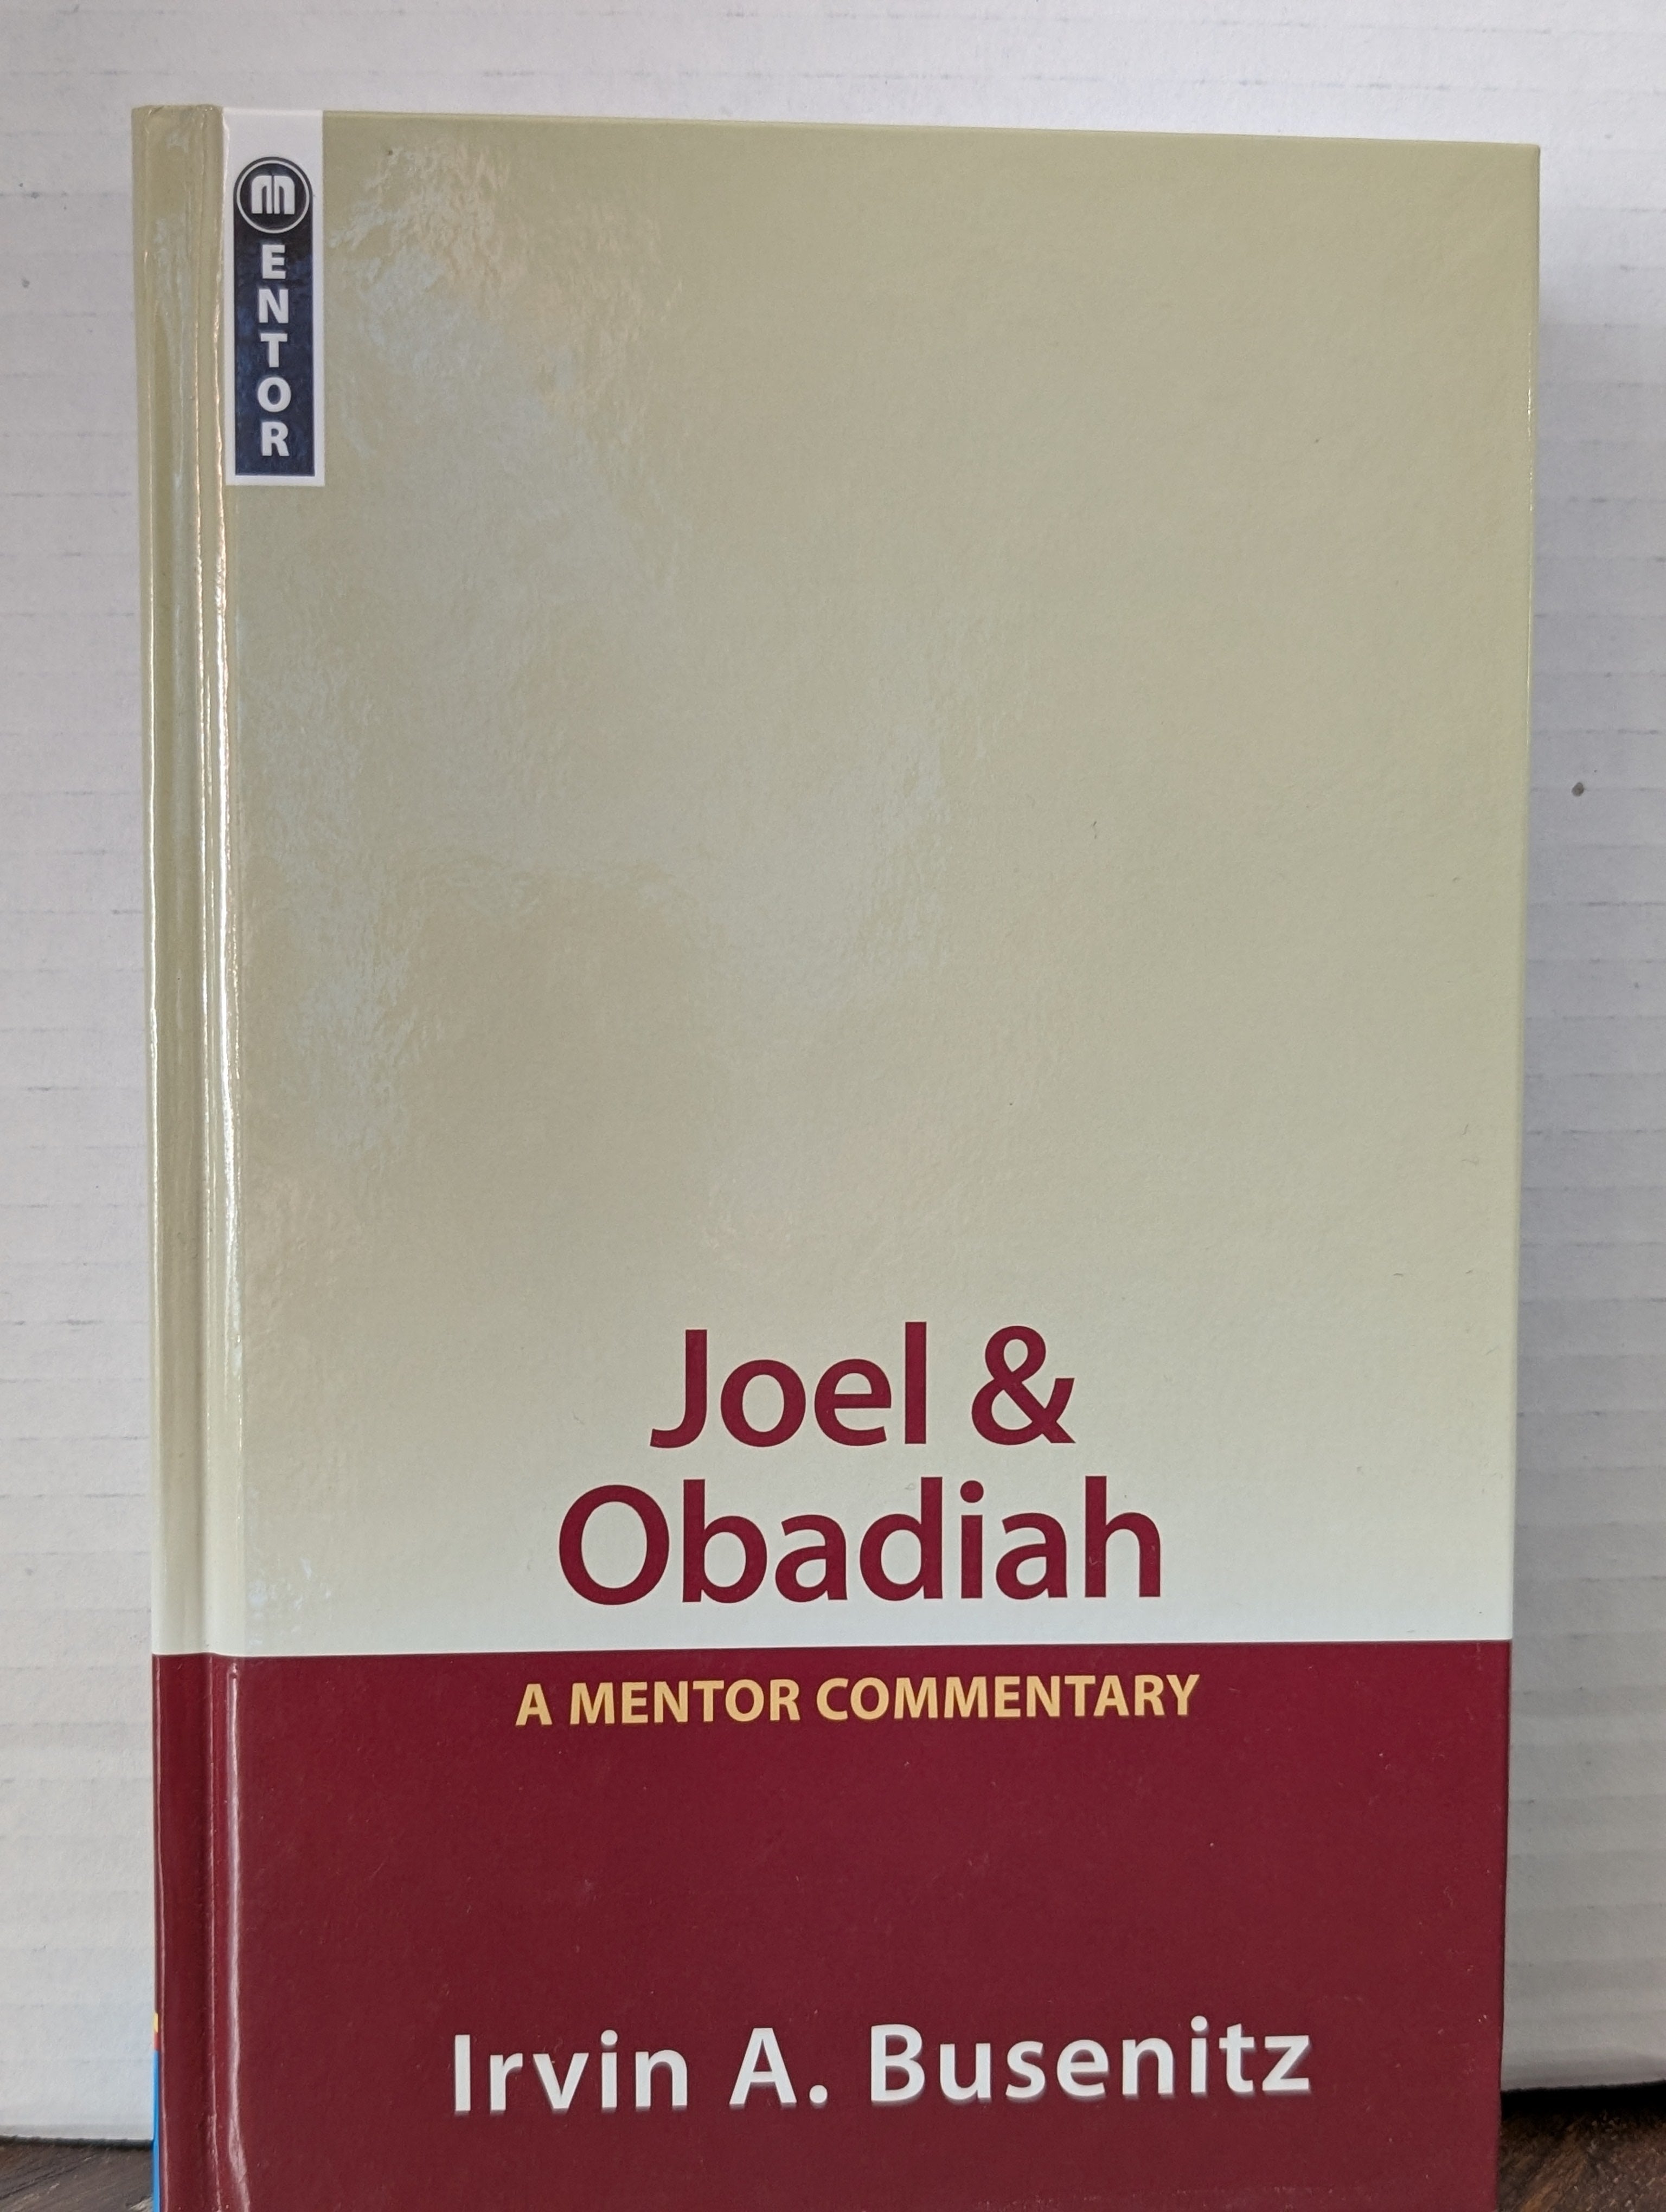 MENTOR
Joel &
Obadiah
A MENTOR COMMENTARY
Irvin A. Busenitz